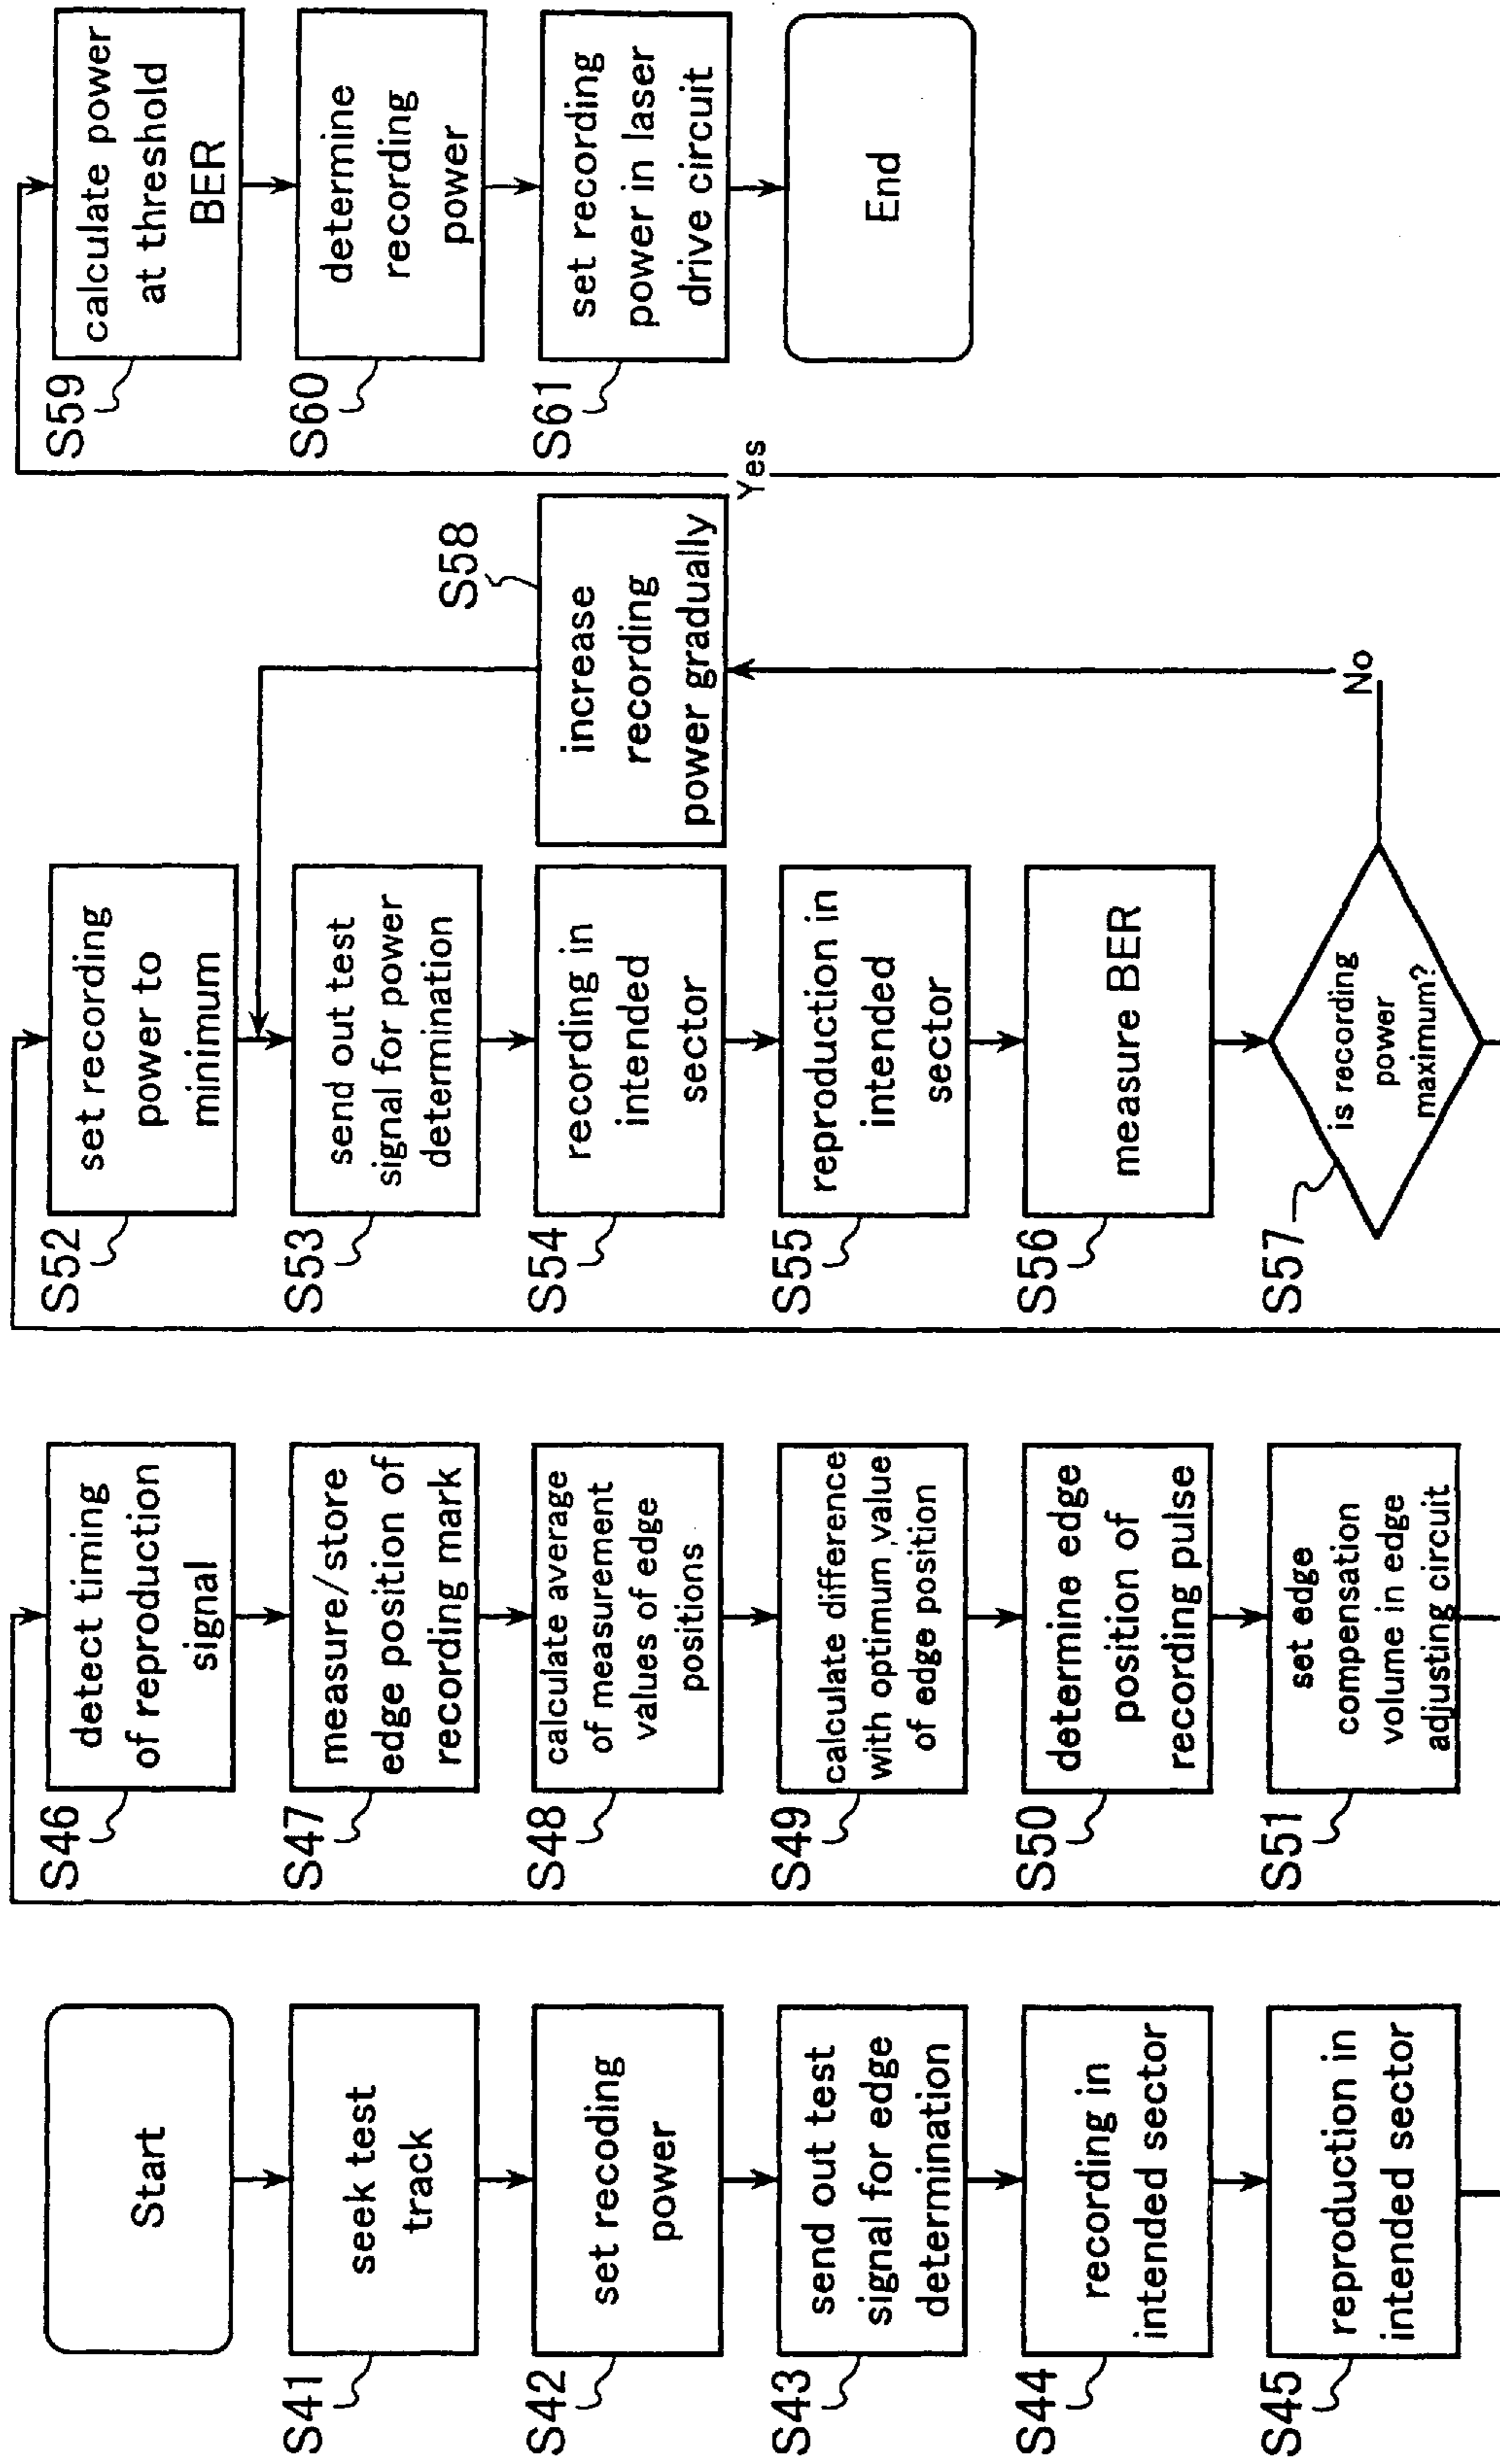 Start
S41
seek test
track
S42
set recoding
power
S43
send out test
signal for edge
determination
S44
recording in
intended sector
S45
reproduction in
intended sector
S46
detect timing
of reproduction
signal
S47
measure/store
edge position of
recording mark
S48
calculate average
of measurement
values of edge
positions
S49
calculate difference
with optimum value
of edge position
S50
determine edge
position of
recording pulse
S51
set edge
compensation
volume in edge
adjusting circuit
S52
set recording
power to
minimum
S53
send out test
signal for power
determination
S54
recording in
intended
sector
S55
reproduction in
intended
sector
S56
measure BER
S57
is recording
power
maximum?
No
S58
increase
recording
power gradually
Yes
S59
calculate power
at threshold
BER
S60
determine
recording
power
S61
set recording
power in laser
drive circuit
End